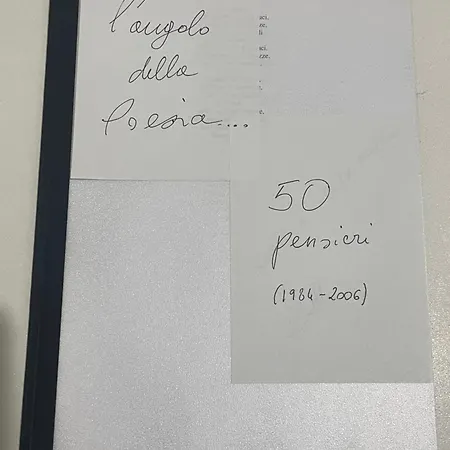 l'angolo
della
Poesia...
50
pensieri
(1984-2006)